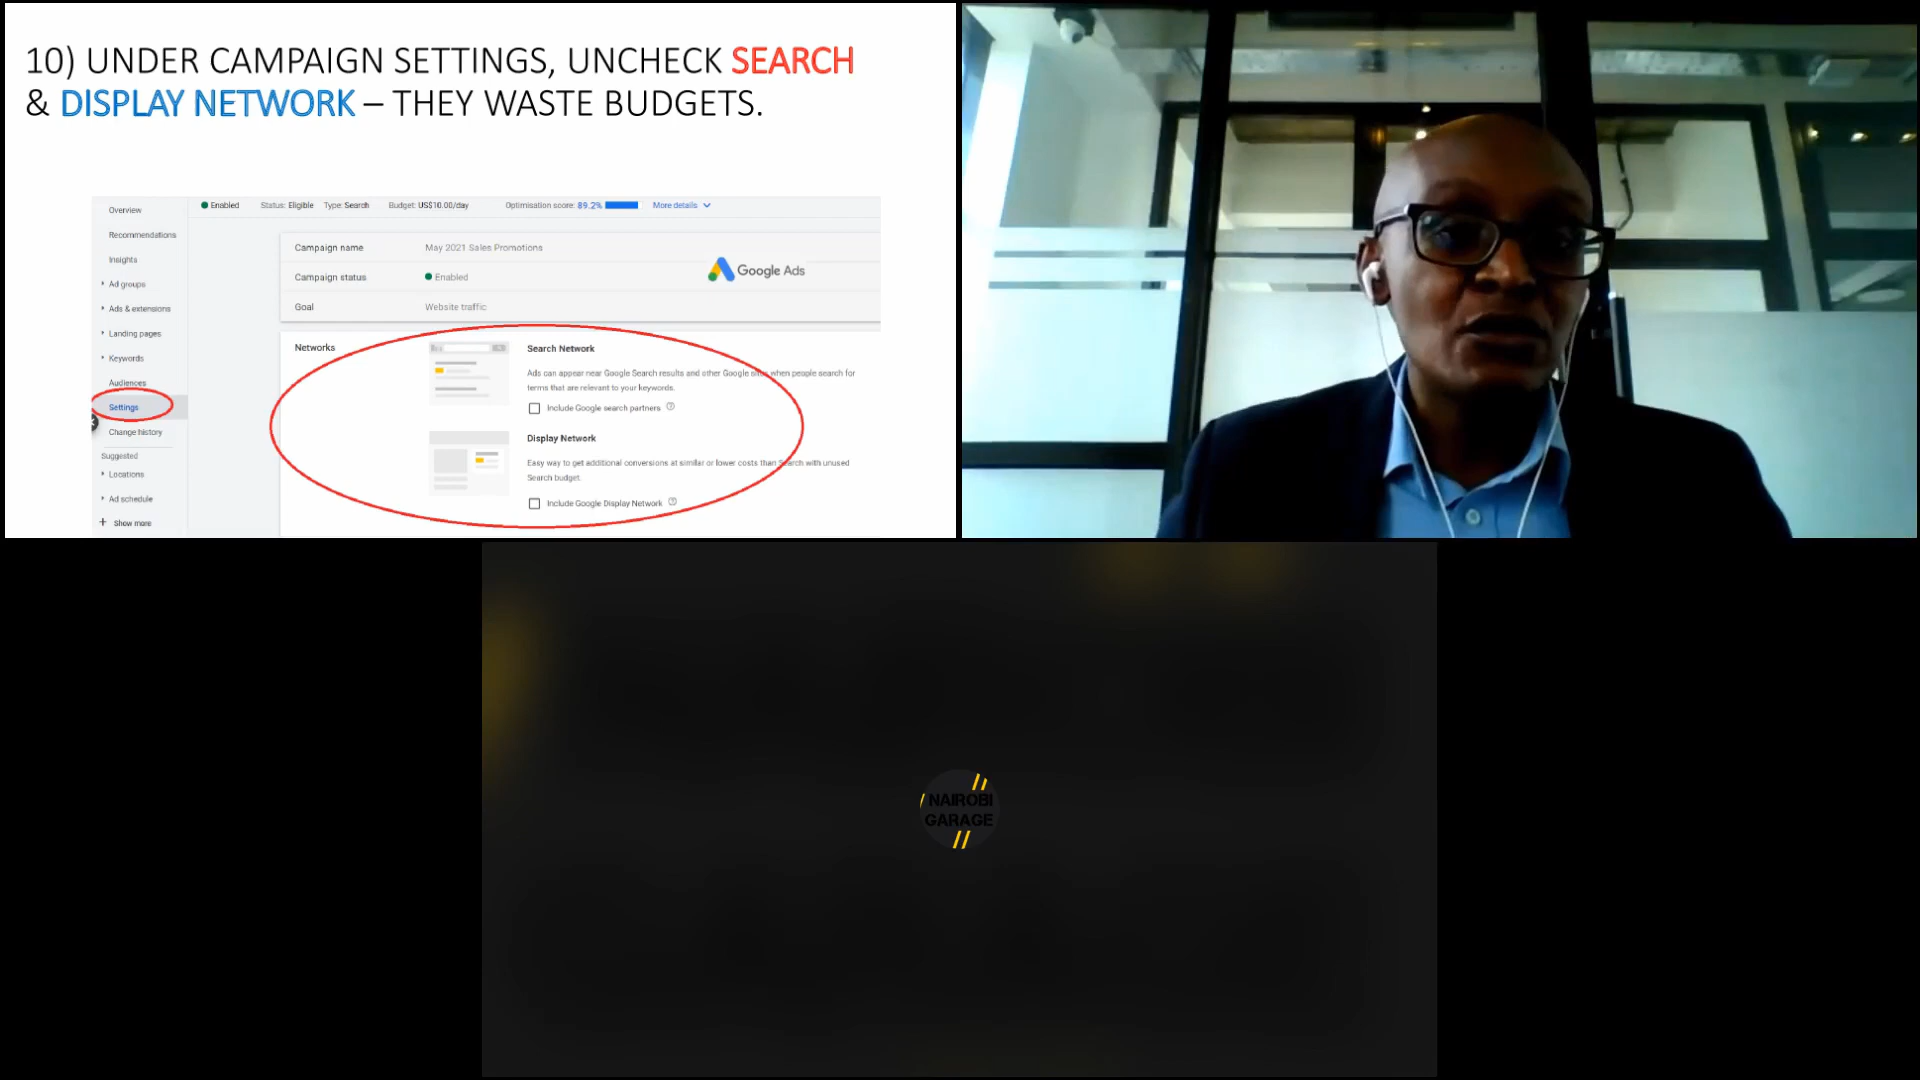 10) UNDER CAMPAIGN SETTINGS, UNCHECK SEARCH
& DISPLAY NETWORK – THEY WASTE BUDGETS.
Overview
Recommendations
Insights
Ad groups
Ads & extensions
Landing pages
Keywords
Audiences
Settings
Change history
Suggested
Locations
Ad schedule
+ Show more
Enabled Status: Eligible Type: Search Budget: US$10.00/day Optimisation score: 89.2% More details
Campaign name May 2021 Sales Promotions
Google Ads
Campaign status Enabled
Goal Website traffic
Networks
Search Network
Ads can appear near Google Search results and other Google sites when people search for
terms that are relevant to your keywords.
Include Google search partners
Display Network
Easy way to get additional conversions at similar or lower costs than Search with unused
Search budget.
Include Google Display Network
NAIROBI
GARAGE